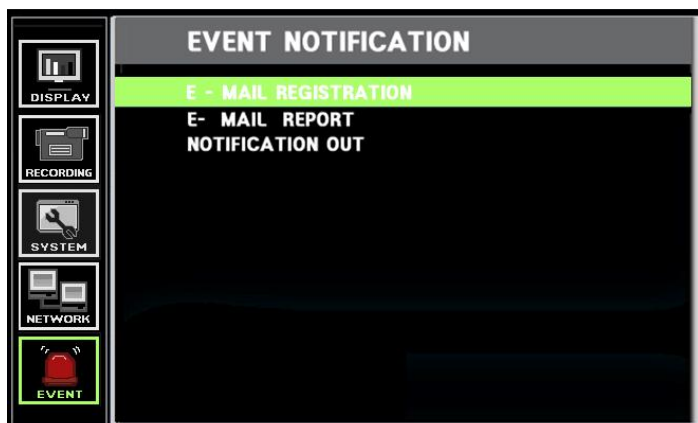 EVENT NOTIFICATION
DISPLAY
RECORDING
SYSTEM
NETWORK
EVENT
E - MAIL REGISTRATION
E- MAIL REPORT
NOTIFICATION OUT